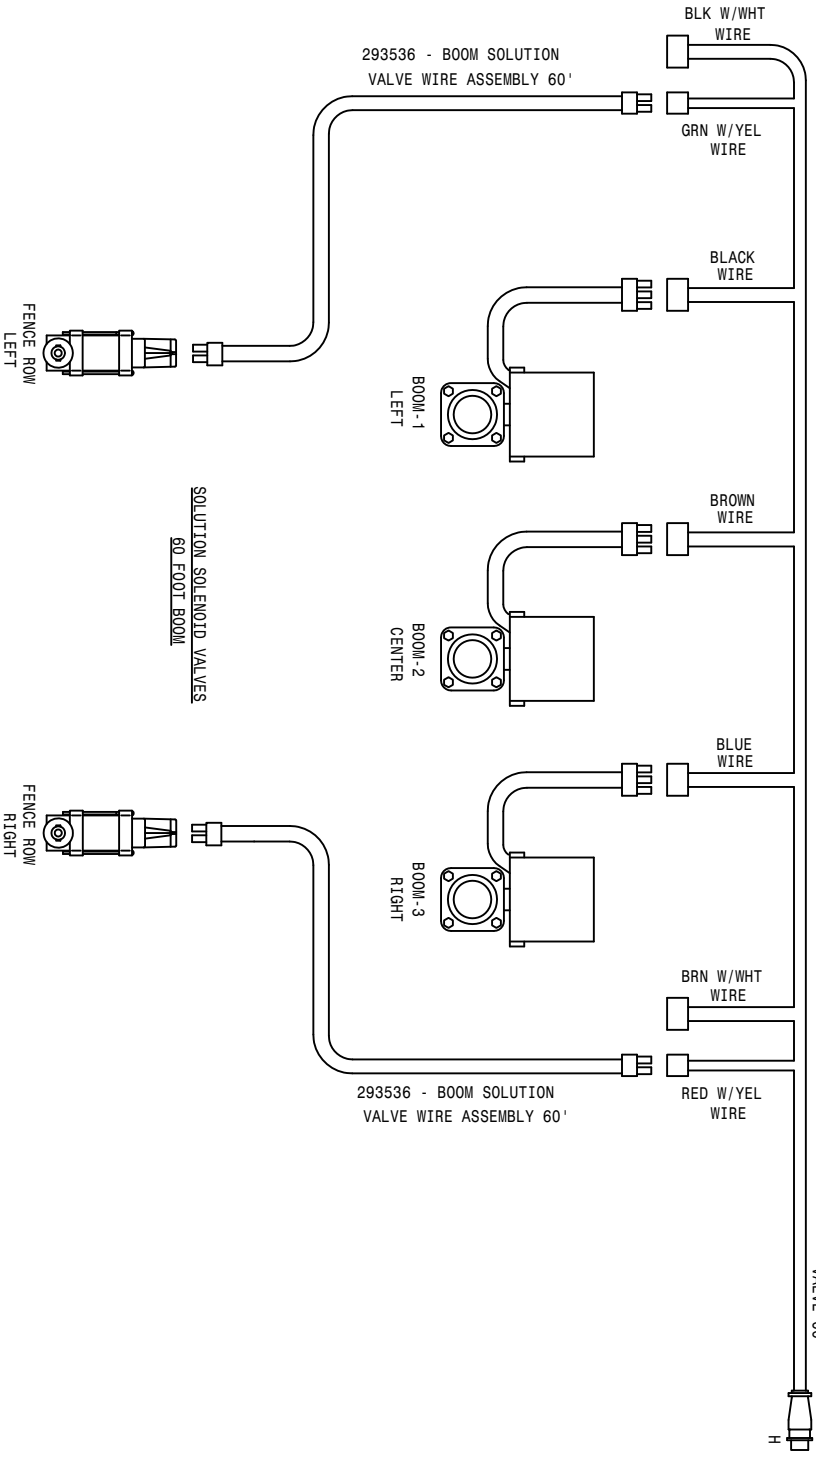 BLK W/WHT
WIRE
293536 - BOOM SOLUTION
VALVE WIRE ASSEMBLY 60'
GRN W/YEL
WIRE
BLACK
WIRE
FENCE ROW
LEFT
BOOM-1
LEFT
BROWN
WIRE
SOLUTION SOLENOID VALVES
60 FOOT BOOM
BOOM-2
CENTER
BLUE
WIRE
FENCE ROW
RIGHT
BOOM-3
RIGHT
BRN W/WHT
WIRE
293536 - BOOM SOLUTION
VALVE WIRE ASSEMBLY 60'
RED W/YEL
WIRE
H